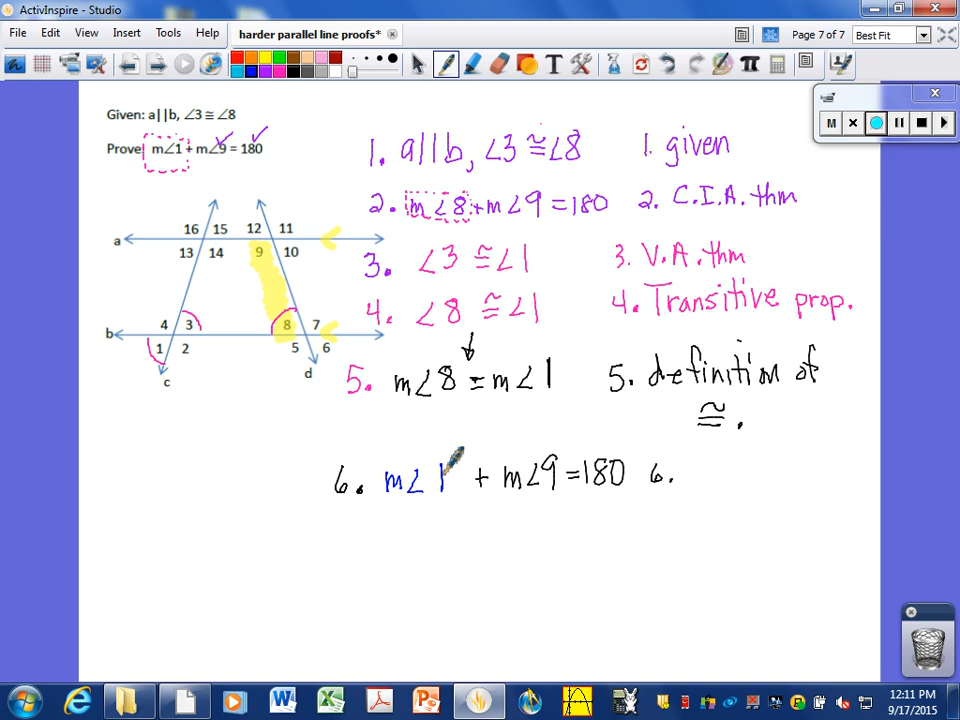 ActivInspire - Studio
File Edit View Insert Tools Help harder parallel line proofs* Page 7 of 7 Best Fit
Given: a||b, ∠3 ≅ ∠8
Prove: m∠1 + m∠9 = 180
1. a||b, ∠3 ≅ ∠8 1. given
2. m∠8 + m∠9 = 180 2. C.I.A. thm
3. ∠3 ≅ ∠1 3. V.A. thm
4. ∠8 ≅ ∠1 4. Transitive prop.
5. m∠8 = m∠1 5. definition of
≅.
6. m∠1 + m∠9 = 180 6.
16 15 12 11
a
13 14 9 10
4 3 8 7
b
1 2 5 6
c d
M
12:11 PM
9/17/2015